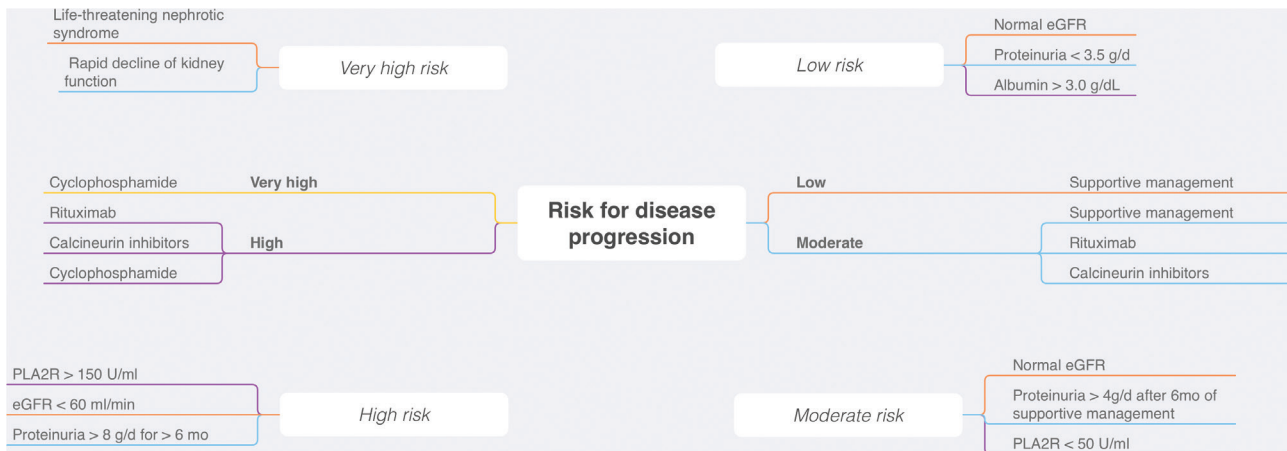 Life-threatening nephrotic
syndrome
Rapid decline of kidney
function
Very high risk
Low risk
Normal eGFR
Proteinuria < 3.5 g/d
Albumin > 3.0 g/dL
Cyclophosphamide
Very high
Rituximab
Calcineurin inhibitors
High
Cyclophosphamide
Risk for disease
progression
Low
Supportive management
Moderate
Supportive management
Rituximab
Calcineurin inhibitors
PLA2R > 150 U/ml
eGFR < 60 ml/min
Proteinuria > 8 g/d for > 6 mo
High risk
Moderate risk
Normal eGFR
Proteinuria > 4g/d after 6mo of
supportive management
PLA2R < 50 U/ml